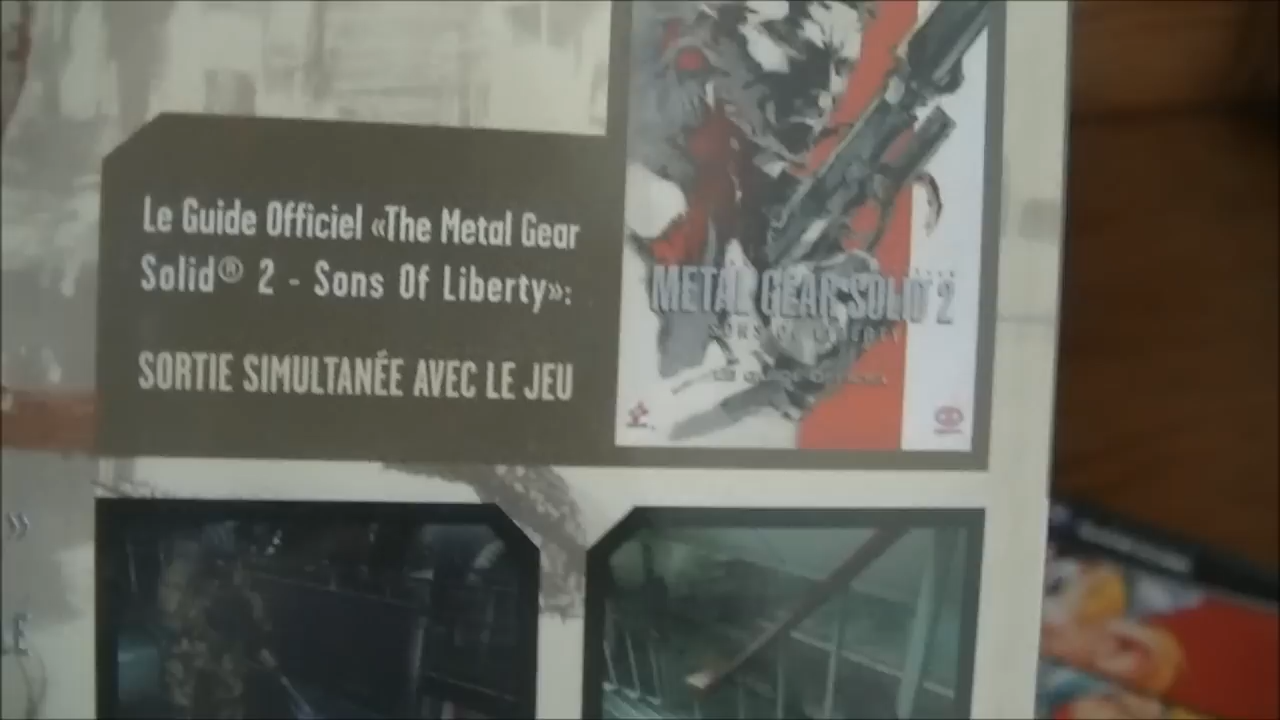 Le Guide Officiel «The Metal Gear
Solid® 2 - Sons Of Liberty»:
SORTIE SIMULTANÉE AVEC LE JEU
METAL GEAR SOLID 2
SONS OF LIBERTY
»
LE